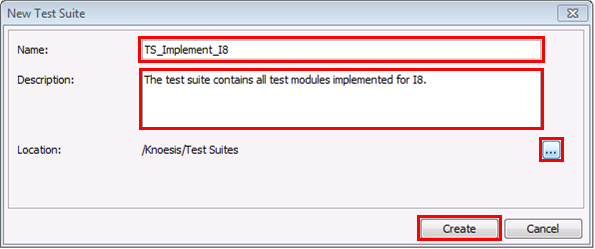 New Test Suite
Name: TS_Implement_I8
Description: The test suite contains all test modules implemented for I8.
Location: /Knoesis/Test Suites ...
Create Cancel